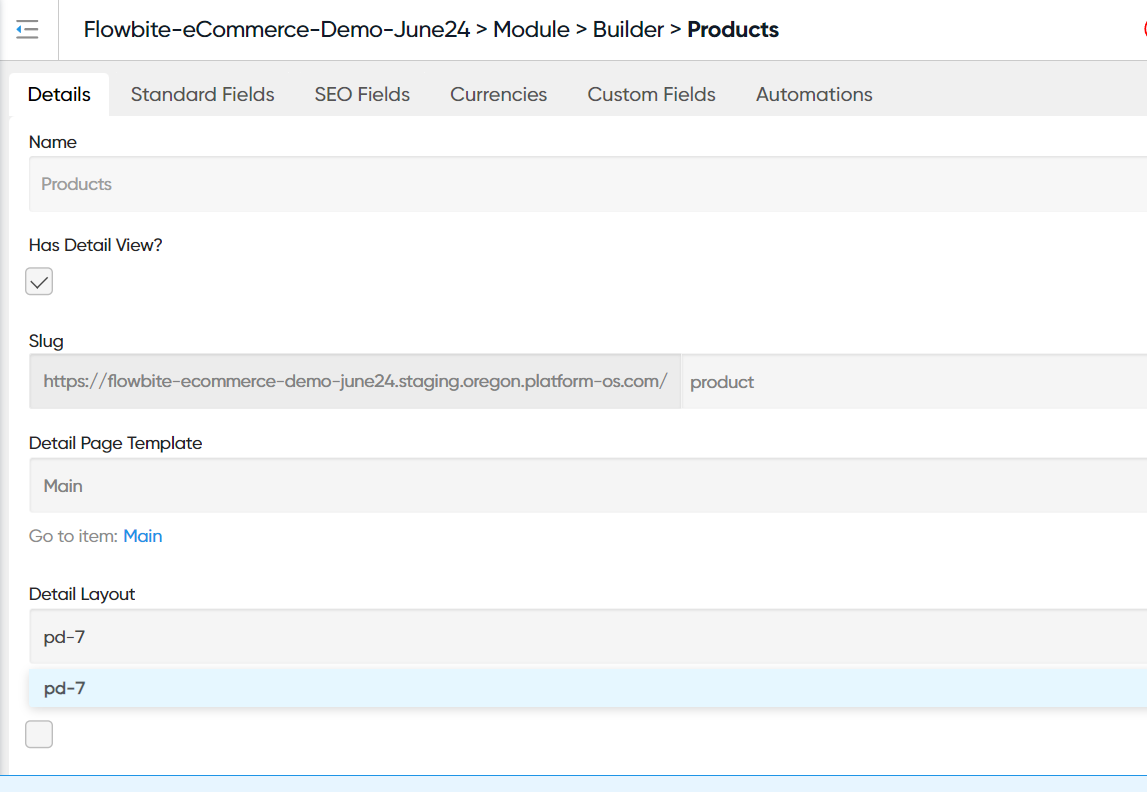 Flowbite-eCommerce-Demo-June24 > Module > Builder > Products
Details Standard Fields SEO Fields Currencies Custom Fields Automations
Name
Products
Has Detail View?
Slug
https://flowbite-ecommerce-demo-june24.staging.oregon.platform-os.com/ product
Detail Page Template
Main
Go to item: Main
Detail Layout
pd-7
pd-7